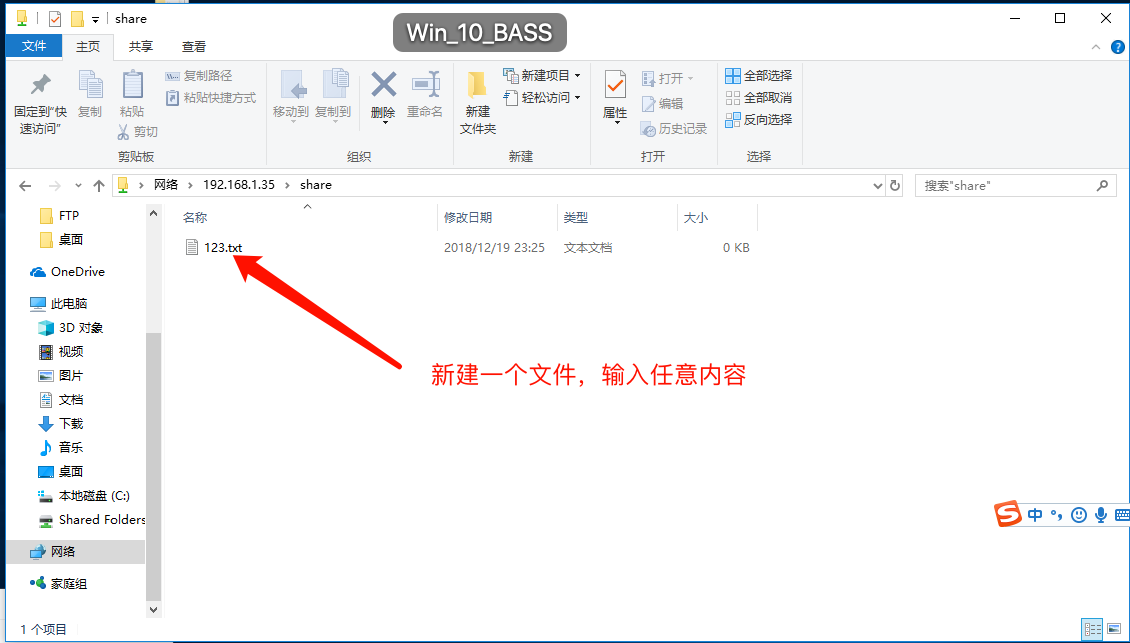 share
Win_10_BASS
文件 主页 共享 查看
固定到"快速访问"
复制
粘贴
复制路径
粘贴快捷方式
剪切
剪贴板
移动到
复制到
删除
重命名
组织
新建
文件夹
新建项目
轻松访问
新建
属性
打开
编辑
历史记录
打开
全部选择
全部取消
反向选择
选择
网络 192.168.1.35 share
搜索"share"
名称 修改日期 类型 大小
123.txt 2018/12/19 23:25 文本文档 0 KB
新建一个文件，输入任意内容
FTP
桌面
OneDrive
此电脑
3D 对象
视频
图片
文档
下载
音乐
桌面
本地磁盘 (C:)
Shared Folders
网络
家庭组
中
1 个项目